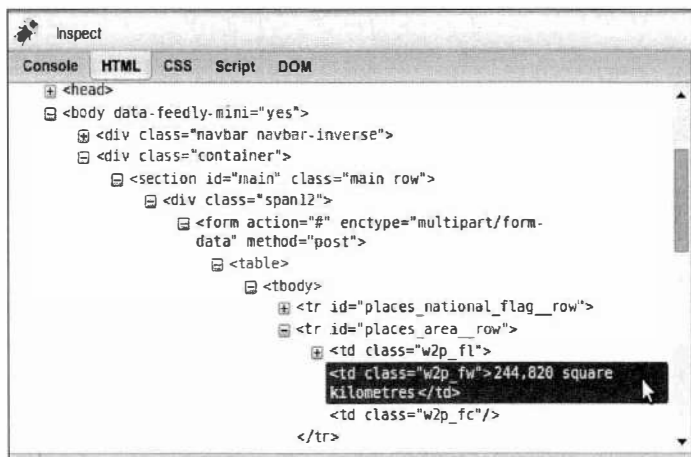 Inspect
Console HTML CSS Script DOM
<head>
<body data-feedly-mini="yes">
<div class="navbar navbar-inverse">
<div class="container">
<section id="main" class="main row">
<div class="span12">
<form action="#" enctype="multipart/form-
data" method="post">
<table>
<tbody>
<tr id="places_national_flag__row">
<tr id="places_area__row">
<td class="w2p_fl">
<td class="w2p_fw">244,820 square
kilometres</td>
<td class="w2p_fc"/>
</tr>